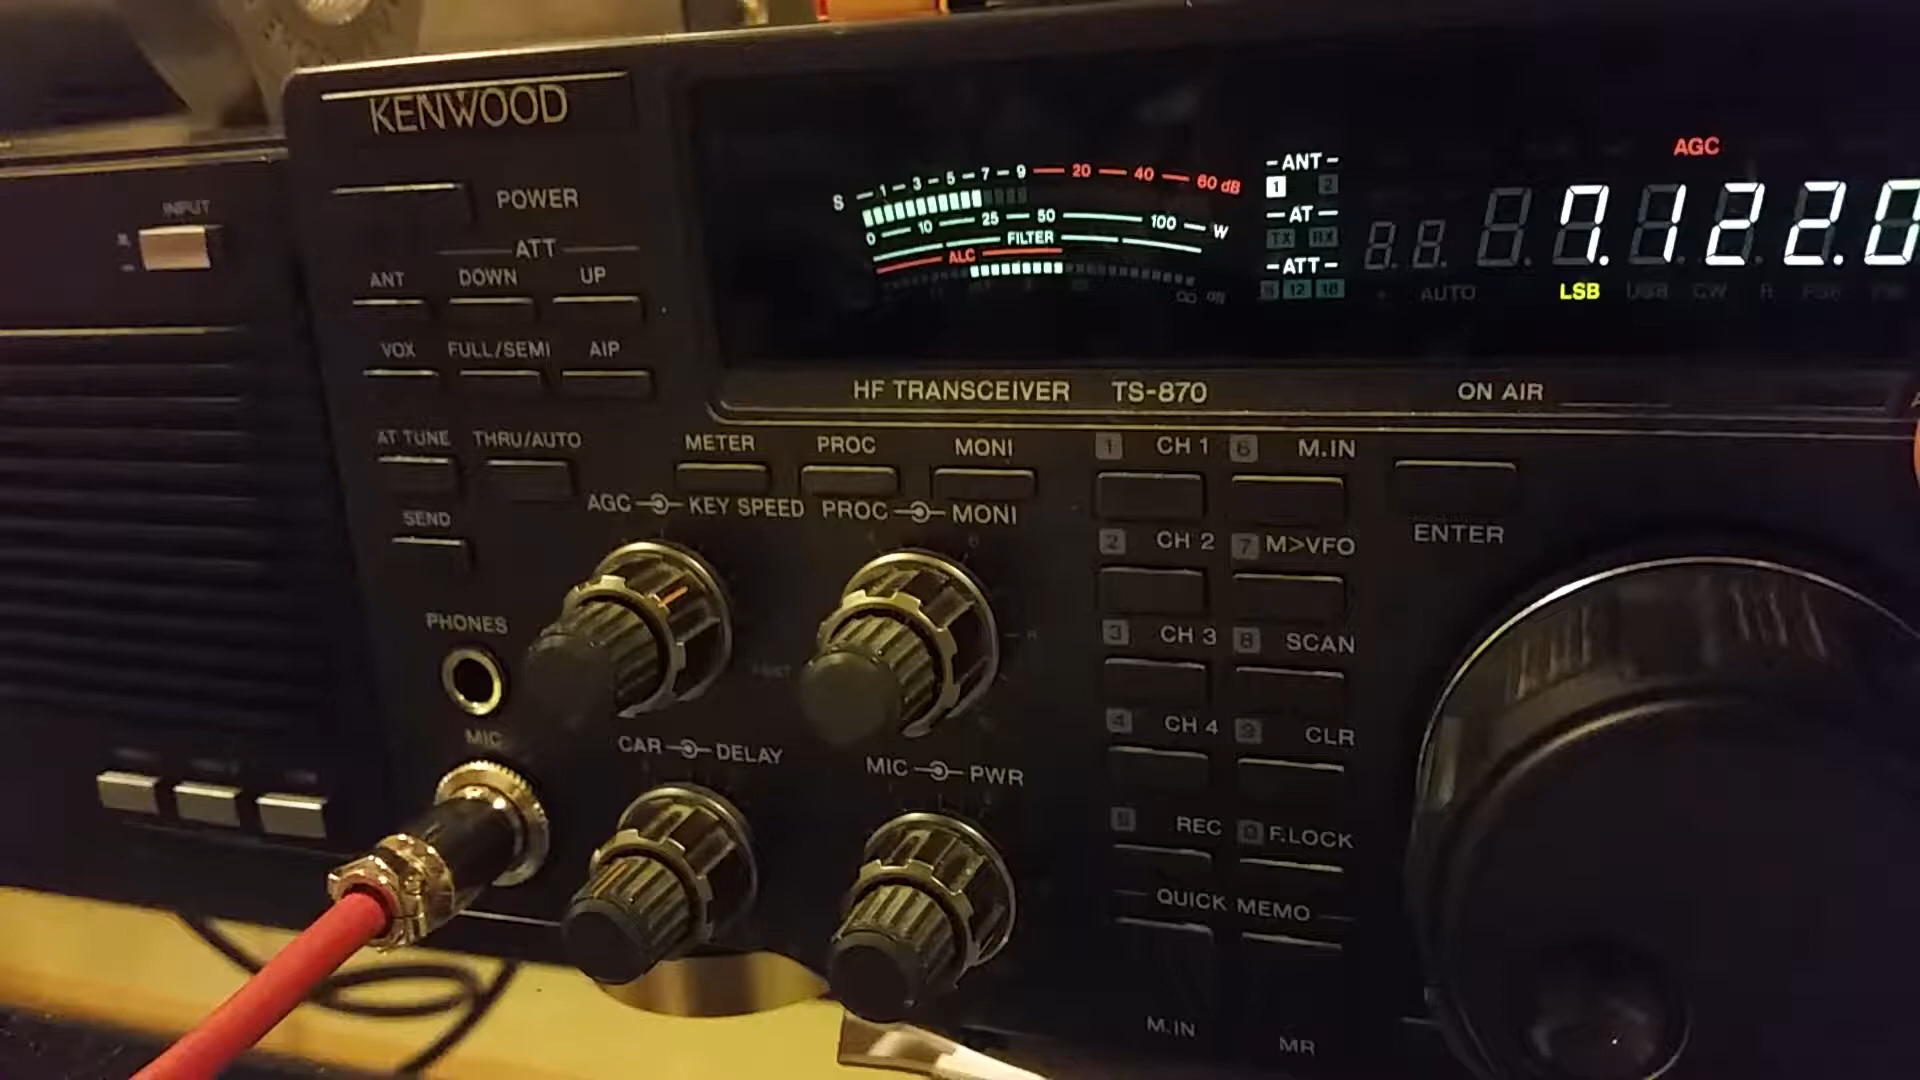 KENWOOD
INPUT
POWER
ATT
ANT DOWN UP
VOX FULL/SEMI AIP
AT TUNE THRU/AUTO
SEND
PHONES
MIC
S 1 3 5 7 9 20 40 60 dB
0 10 25 50 100 W
FILTER
ALC
ANT
1 2
AT
TX RX
ATT
6 12 18
AGC
7.122.0
AUTO LSB USB CW R FSK
HF TRANSCEIVER TS-870
ON AIR
METER PROC MONI
AGC KEY SPEED PROC MONI
CAR DELAY
MIC PWR
1 CH 1 6 M.IN
2 CH 2 7 M>VFO
3 CH 3 8 SCAN
4 CH 4 9 CLR
5 REC 0 F.LOCK
ENTER
QUICK MEMO
M.IN MR